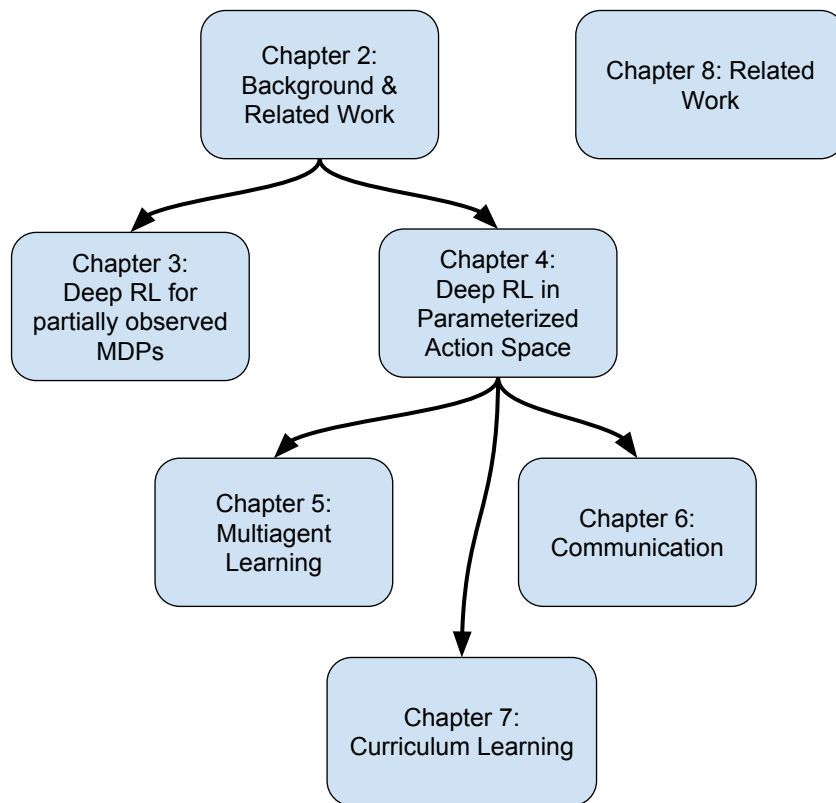 Chapter 2:
Background &
Related Work
Chapter 8: Related
Work
Chapter 3:
Deep RL for
partially observed
MDPs
Chapter 4:
Deep RL in
Parameterized
Action Space
Chapter 5:
Multiagent
Learning
Chapter 6:
Communication
Chapter 7:
Curriculum Learning